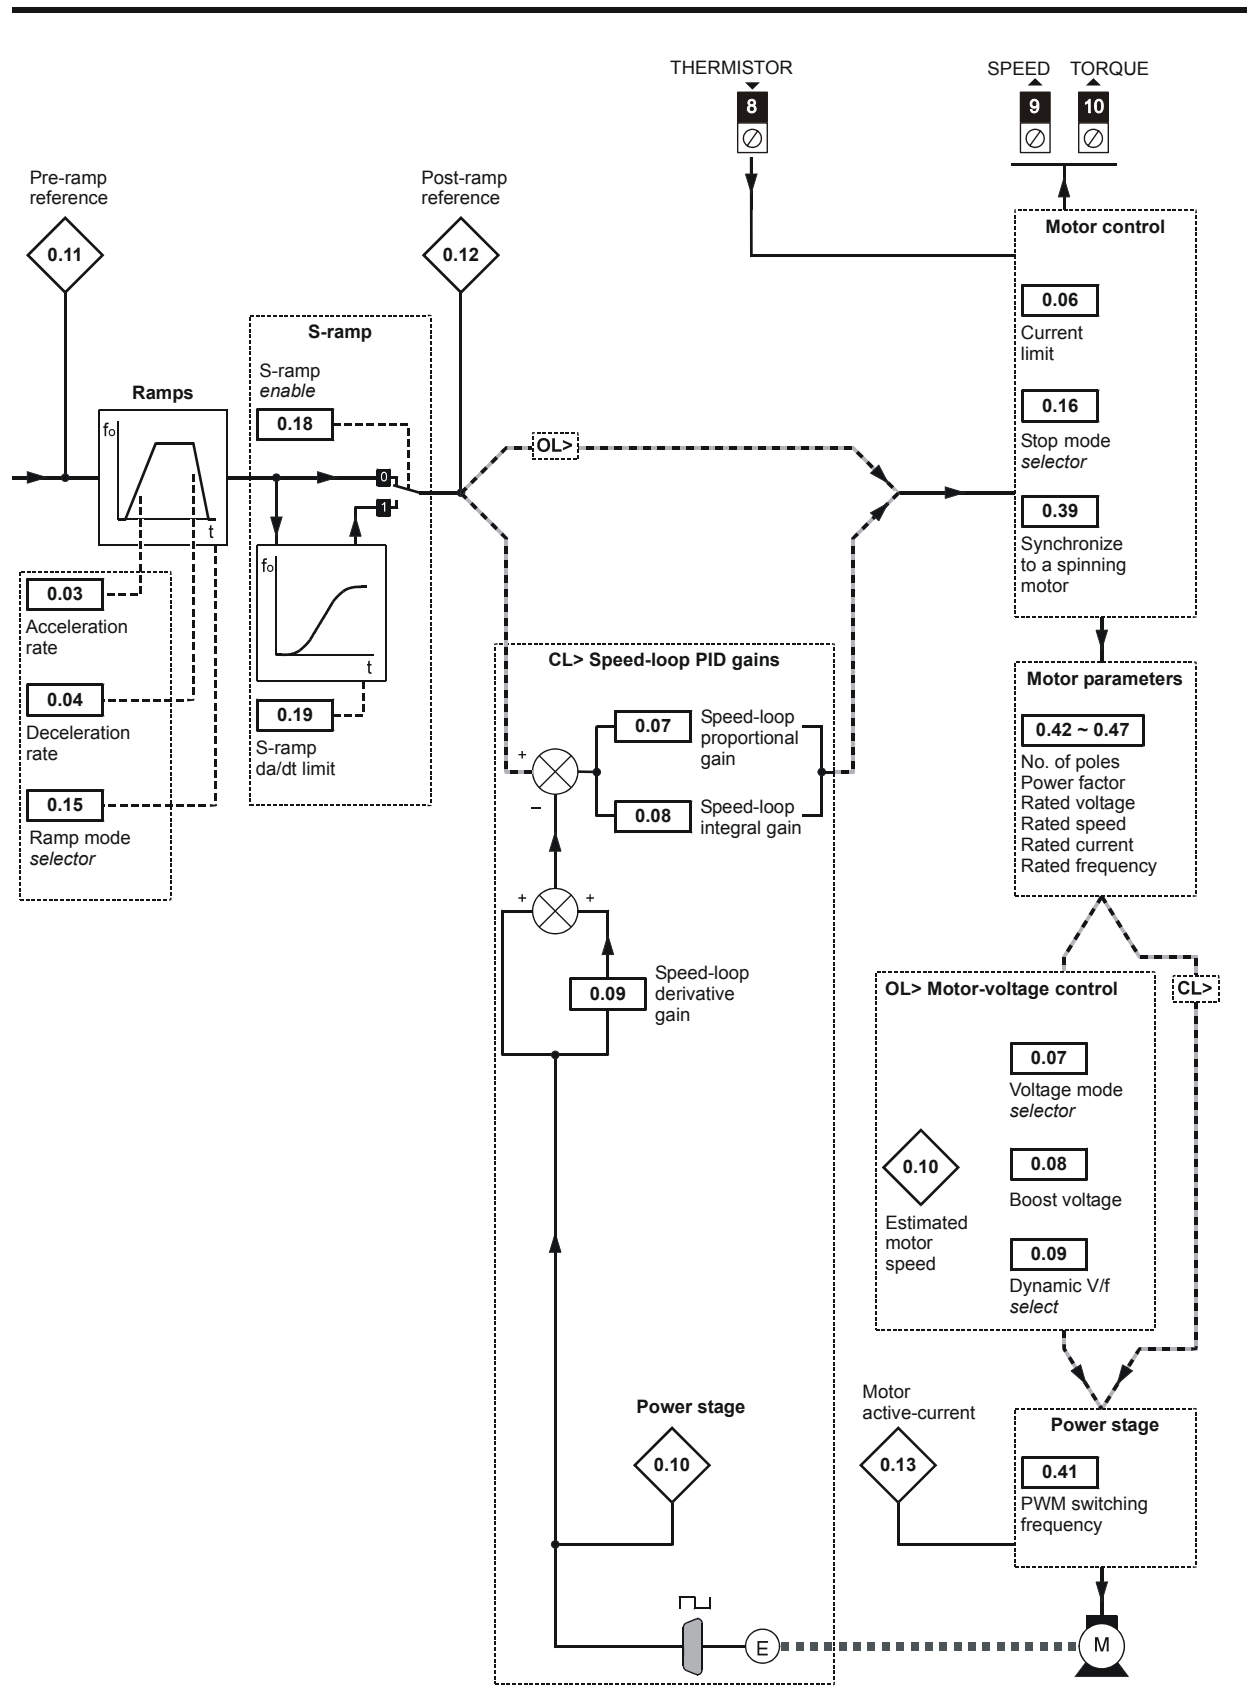 THERMISTOR
8
SPEED TORQUE
9 10
Pre-ramp
reference
0.11
Post-ramp
reference
0.12
Motor control
0.06
Current
limit
0.16
Stop mode
selector
0.39
Synchronize
to a spinning
motor
S-ramp
S-ramp
enable
0.18
0
1
fo
t
0.19
S-ramp
da/dt limit
Ramps
fo
t
0.03
Acceleration
rate
0.04
Deceleration
rate
0.15
Ramp mode
selector
OL>
CL> Speed-loop PID gains
0.07
Speed-loop
proportional
gain
0.08
Speed-loop
integral gain
+
–
+ +
0.09
Speed-loop
derivative
gain
Motor parameters
0.42 ~ 0.47
No. of poles
Power factor
Rated voltage
Rated speed
Rated current
Rated frequency
OL> Motor-voltage control
CL>
0.07
Voltage mode
selector
0.10
Estimated
motor
speed
0.08
Boost voltage
0.09
Dynamic V/f
select
Power stage
0.10
Motor
active-current
0.13
Power stage
0.41
PWM switching
frequency
E
M